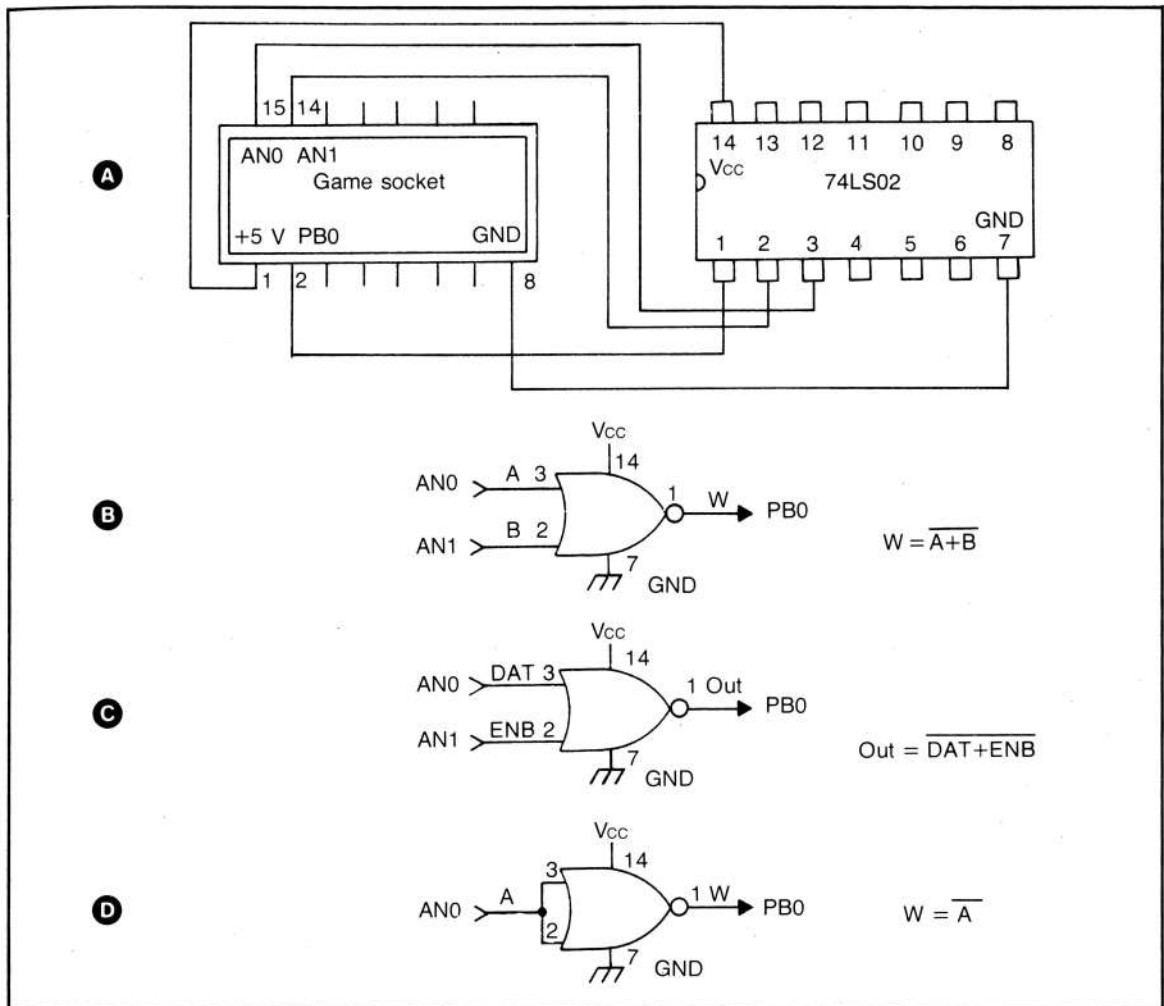 15 14
AN0 AN1
Game socket
+5 V PB0 GND
1 2 8
14 13 12 11 10 9 8
Vcc
74LS02
GND
1 2 3 4 5 6 7
A
Vcc
14
AN0 A 3
1 W PB0
AN1 B 2
7
GND
W = A+B
B
Vcc
14
AN0 DAT 3
1 Out PB0
AN1 ENB 2
7
GND
Out = DAT+ENB
C
Vcc
14
3
AN0 A
1 W PB0
2
7
GND
W = A
D